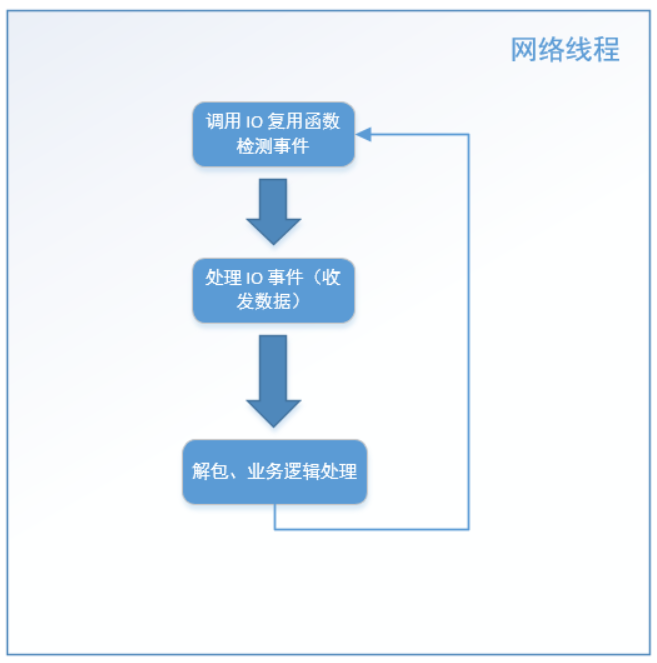 网络线程
调用 IO 复用函数
检测事件
处理 IO 事件（收
发数据）
解包、业务逻辑处理